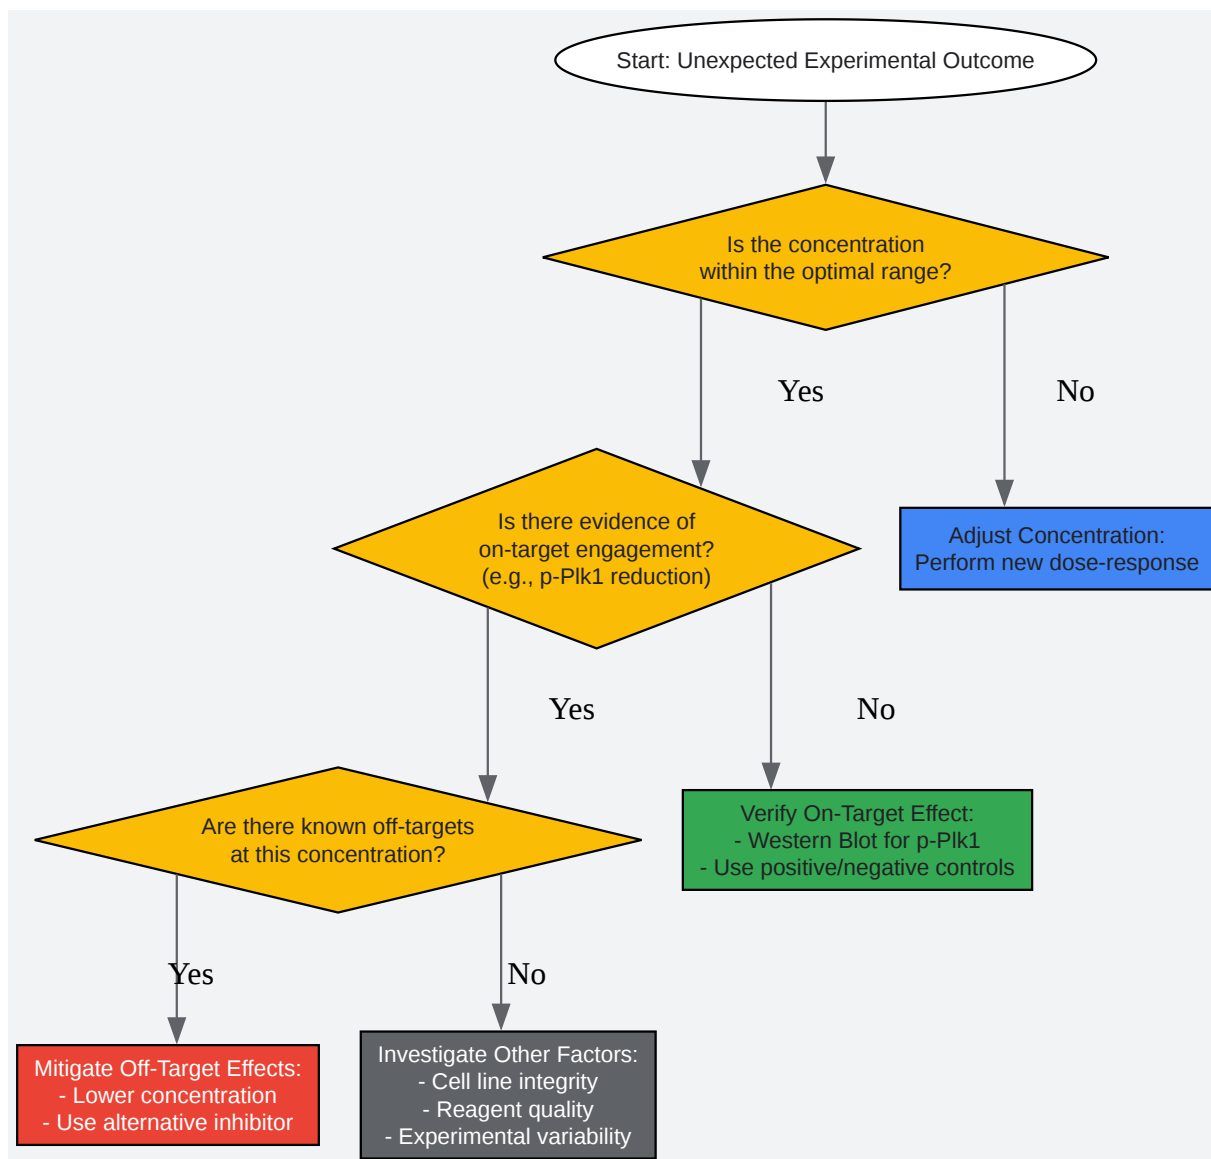 Start: Unexpected Experimental Outcome
Is the concentration
within the optimal range?
Yes
No
Is there evidence of
on-target engagement?
(e.g., p-Plk1 reduction)
Adjust Concentration:
Perform new dose-response
Yes
No
Are there known off-targets
at this concentration?
Verify On-Target Effect:
- Western Blot for p-Plk1
- Use positive/negative controls
Yes
No
Mitigate Off-Target Effects:
- Lower concentration
- Use alternative inhibitor
Investigate Other Factors:
- Cell line integrity
- Reagent quality
- Experimental variability